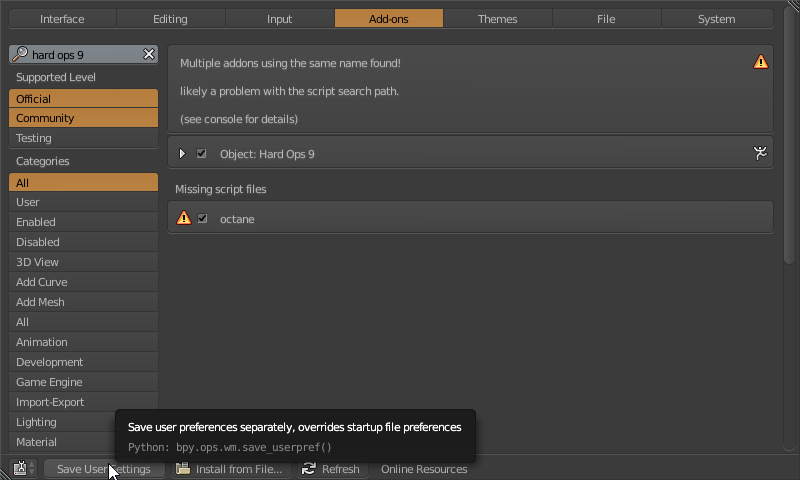 Interface
Editing
Input
Add-ons
Themes
File
System
hard ops 9
Supported Level
Official
Community
Testing
Categories
All
User
Enabled
Disabled
3D View
Add Curve
Add Mesh
All
Animation
Development
Game Engine
Import-Export
Lighting
Material
Multiple addons using the same name found!
likely a problem with the script search path.
(see console for details)
Object: Hard Ops 9
Missing script files
octane
Save user preferences separately, overrides startup file preferences
Python: bpy.ops.wm.save_userpref()
Save User Settings
Install from File...
Refresh
Online Resources